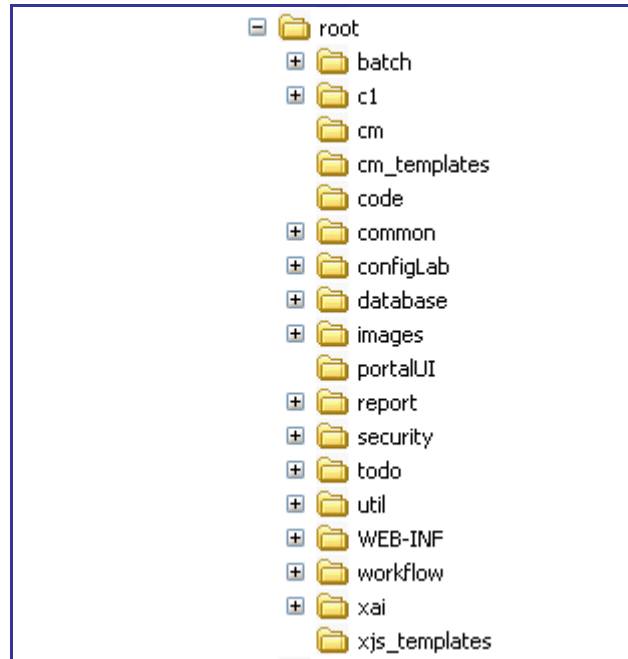 root
batch
c1
cm
cm_templates
code
common
configLab
database
images
portalUI
report
security
todo
util
WEB-INF
workflow
xai
xjs_templates